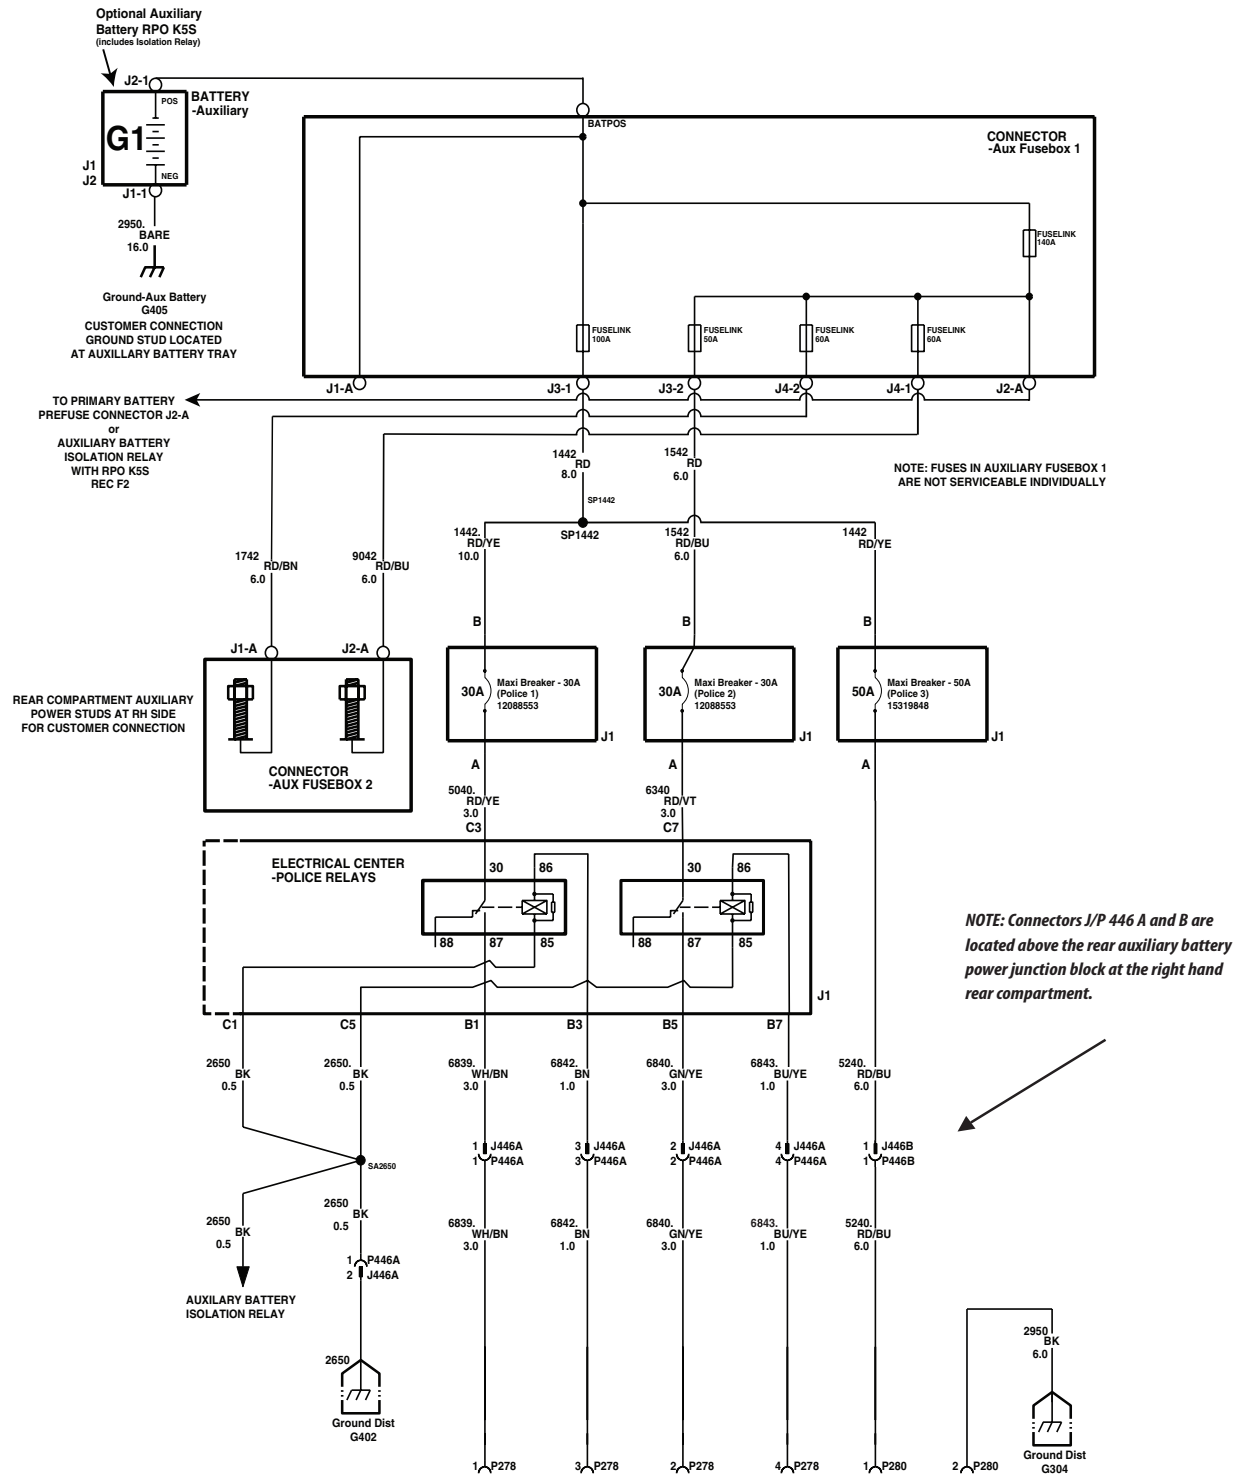 Optional Auxiliary
Battery RPO K5S
(includes Isolation Relay)
J2-1
POS
BATTERY
-Auxiliary
G1
J1
J2
NEG
J1-1
2950.
BARE
16.0
Ground-Aux Battery
G405
CUSTOMER CONNECTION
GROUND STUD LOCATED
AT AUXILLARY BATTERY TRAY
BATPOS
CONNECTOR
-Aux Fusebox 1
FUSELINK
140A
FUSELINK
100A
FUSELINK
50A
FUSELINK
60A
FUSELINK
60A
J1-A
J3-1
J3-2
J4-2
J4-1
J2-A
TO PRIMARY BATTERY
PREFUSE CONNECTOR J2-A
or
AUXILIARY BATTERY
ISOLATION RELAY
WITH RPO K5S
REC F2
1442
RD
8.0
1542
RD
6.0
NOTE: FUSES IN AUXILIARY FUSEBOX 1
ARE NOT SERVICEABLE INDIVIDUALLY
SP1442
SP1442
1742
RD/BN
6.0
9042
RD/BU
6.0
1442.
RD/YE
10.0
1542
RD/BU
6.0
1442
RD/YE
B
B
B
J1-A
J2-A
REAR COMPARTMENT AUXILIARY
POWER STUDS AT RH SIDE
FOR CUSTOMER CONNECTION
CONNECTOR
-AUX FUSEBOX 2
30A
Maxi Breaker - 30A
(Police 1)
12088553
J1
30A
Maxi Breaker - 30A
(Police 2)
12088553
J1
50A
Maxi Breaker - 50A
(Police 3)
15319848
J1
A
A
A
5040.
RD/YE
3.0
C3
6340
RD/VT
3.0
C7
ELECTRICAL CENTER
-POLICE RELAYS
30
86
88
87
85
30
86
88
87
85
J1
NOTE: Connectors J/P 446 A and B are
located above the rear auxiliary battery
power junction block at the right hand
rear compartment.
C1
C5
B1
B3
B5
B7
2650
BK
0.5
2650.
BK
0.5
6839.
WH/BN
3.0
6842.
BN
1.0
6840.
GN/YE
3.0
6843.
BU/YE
1.0
5240.
RD/BU
6.0
1 J446A
1 P446A
3 J446A
3 P446A
2 J446A
2 P446A
4 J446A
4 P446A
1 J446B
1 P446B
SA2650
2650
BK
0.5
2650
BK
0.5
6839.
WH/BN
3.0
6842.
BN
1.0
6840.
GN/YE
3.0
6843.
BU/YE
1.0
5240.
RD/BU
6.0
1 P446A
2 J446A
AUXILARY BATTERY
ISOLATION RELAY
2650
Ground Dist
G402
2950
BK
6.0
Ground Dist
G304
1 P278
3 P278
2 P278
4 P278
1 P280
2 P280